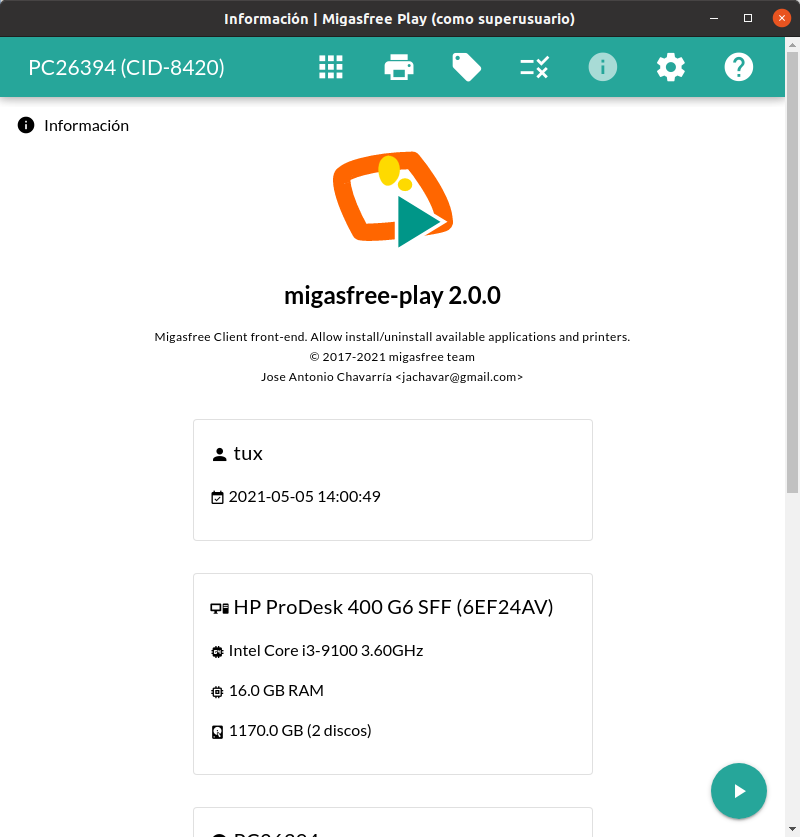 Información | Migasfree Play (como superusuario)
PC26394 (CID-8420)
Información
migasfree-play 2.0.0
Migasfree Client front-end. Allow install/uninstall available applications and printers.
© 2017-2021 migasfree team
Jose Antonio Chavarría <jachavar@gmail.com>
tux
2021-05-05 14:00:49
HP ProDesk 400 G6 SFF (6EF24AV)
Intel Core i3-9100 3.60GHz
16.0 GB RAM
1170.0 GB (2 discos)
PC26394